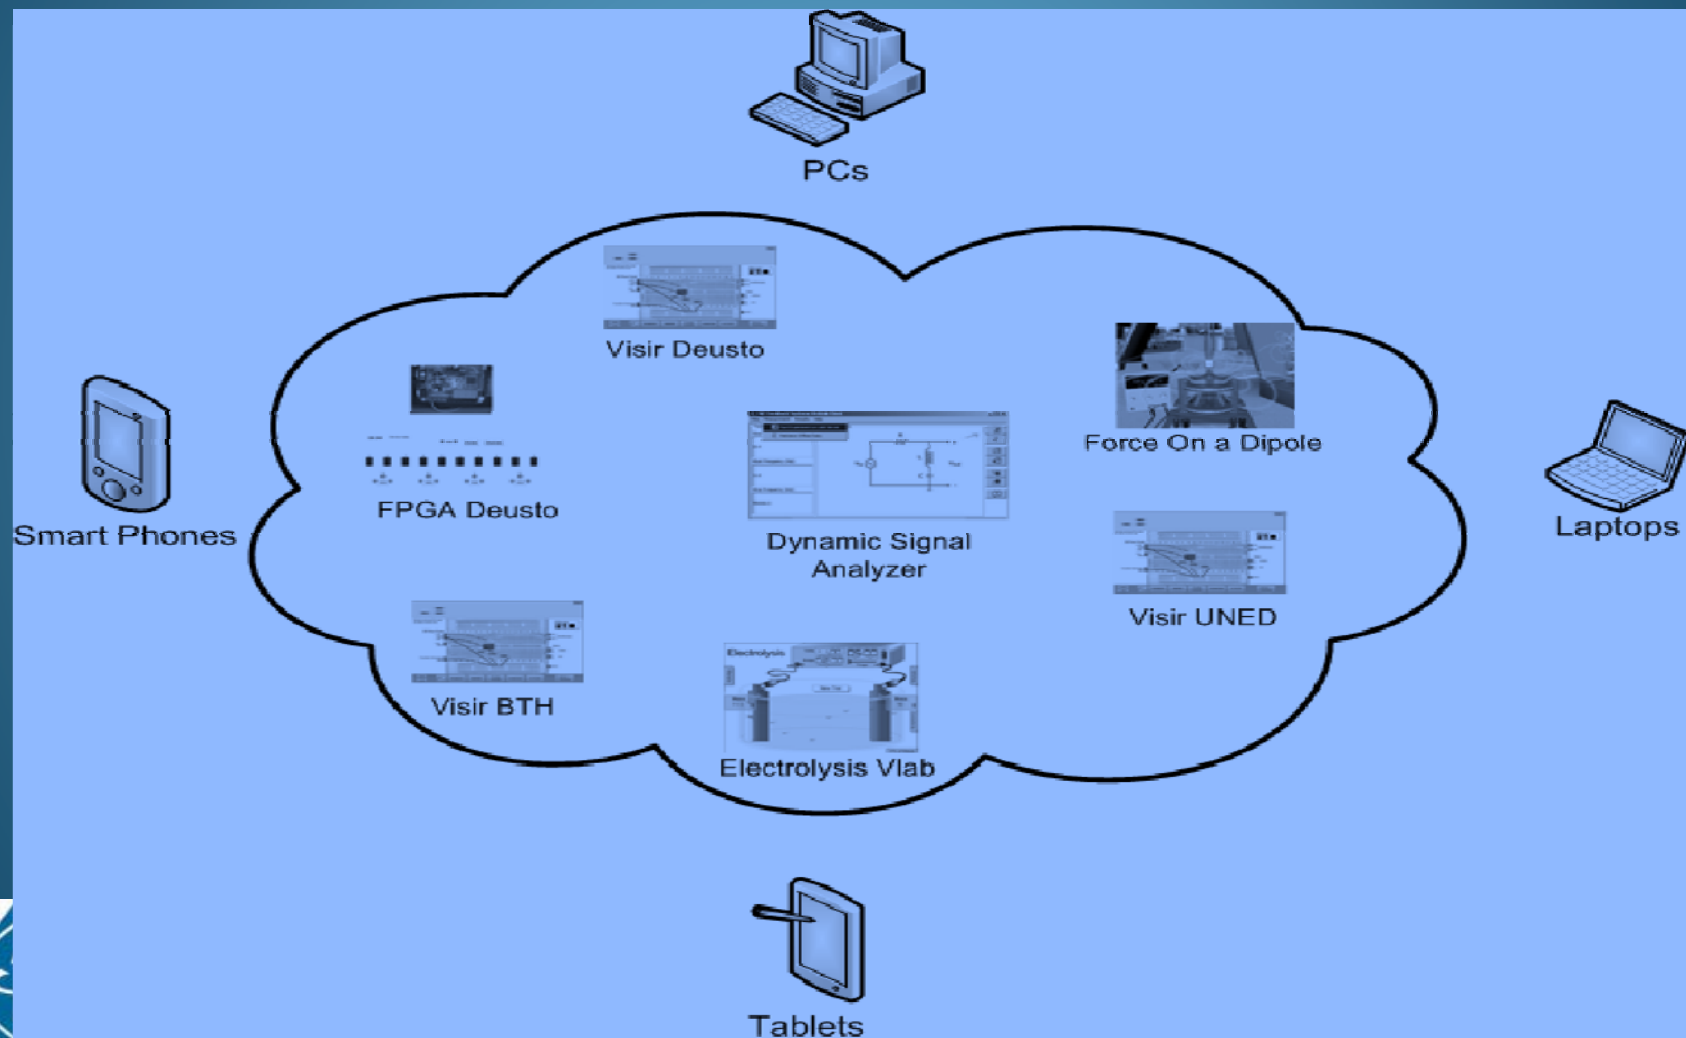 PCs
Visir Deusto
Force On a Dipole
FPGA Deusto
Smart Phones
Laptops
Dynamic Signal
Analyzer
Visir UNED
Electrolysis
Visir BTH
Electrolysis Vlab
Tablets